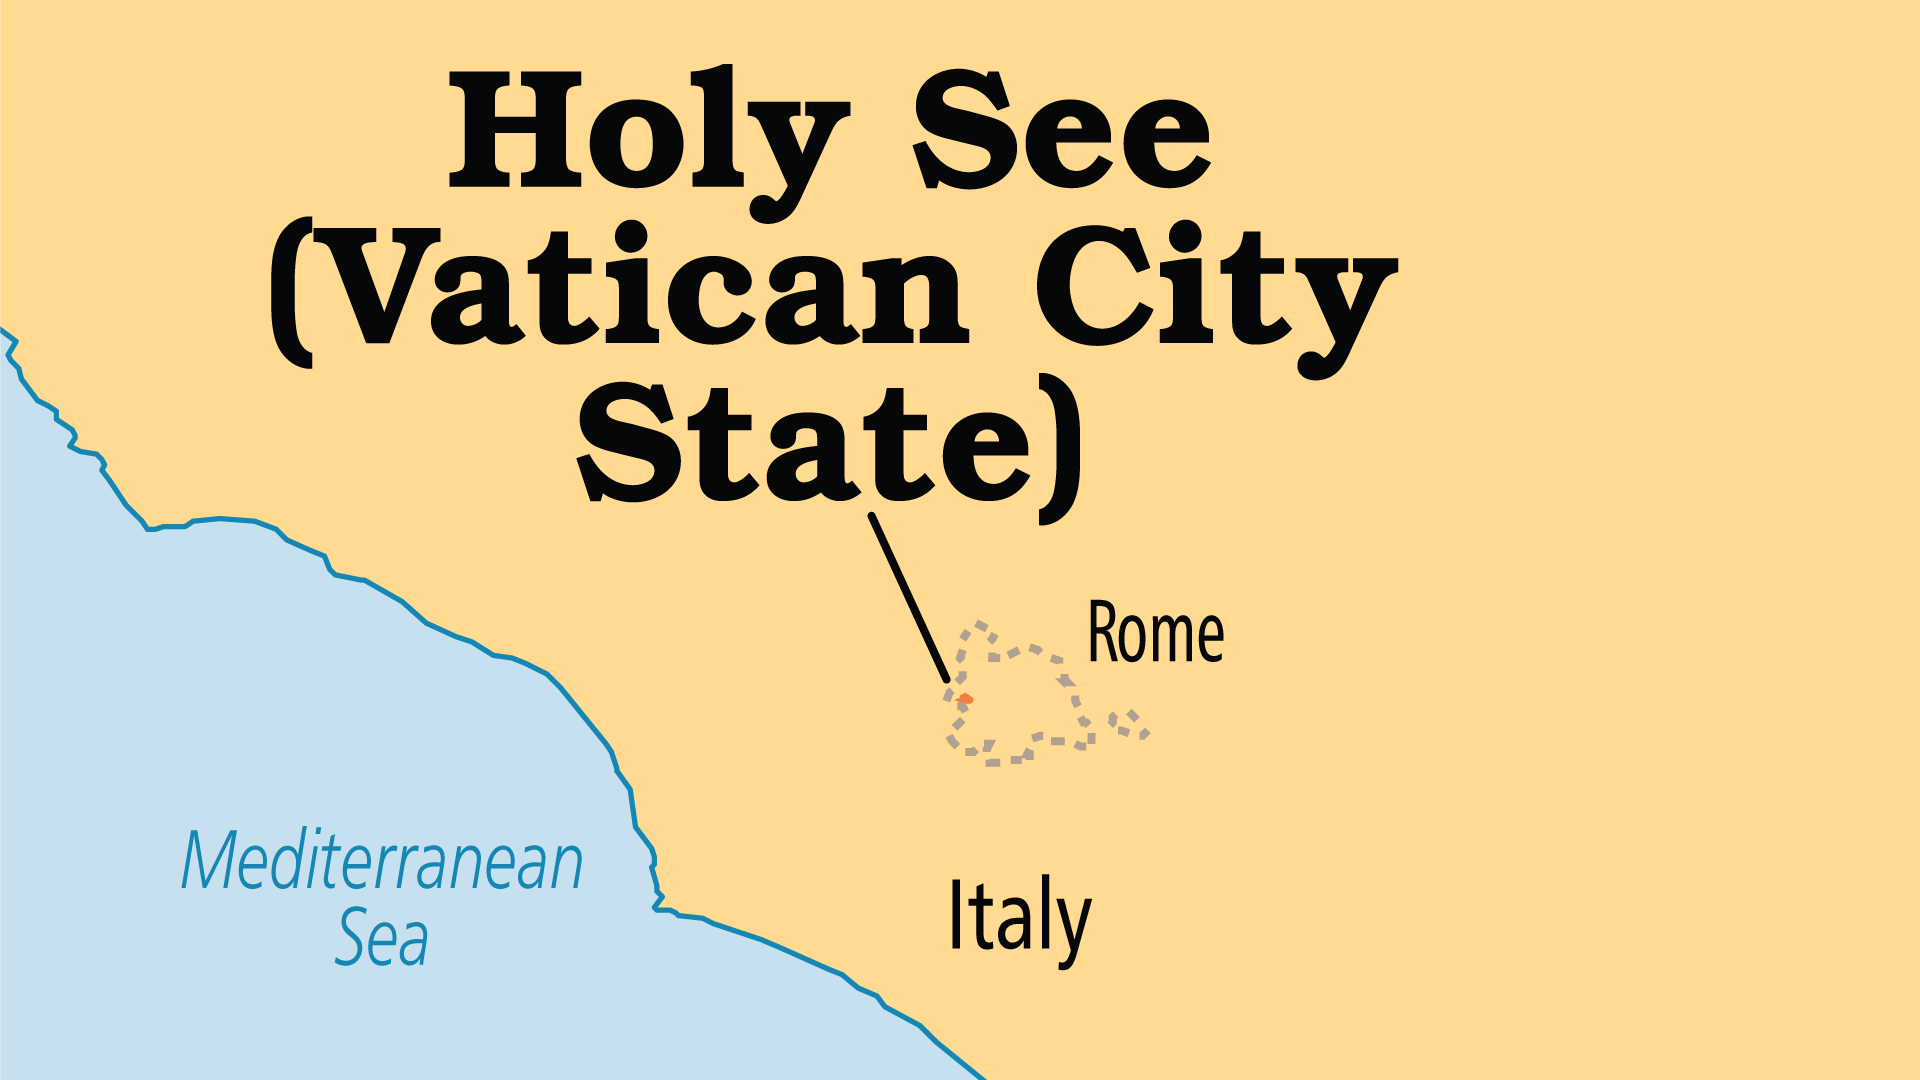 Holy See
(Vatican City
State)
Rome
Mediterranean
Sea
Italy